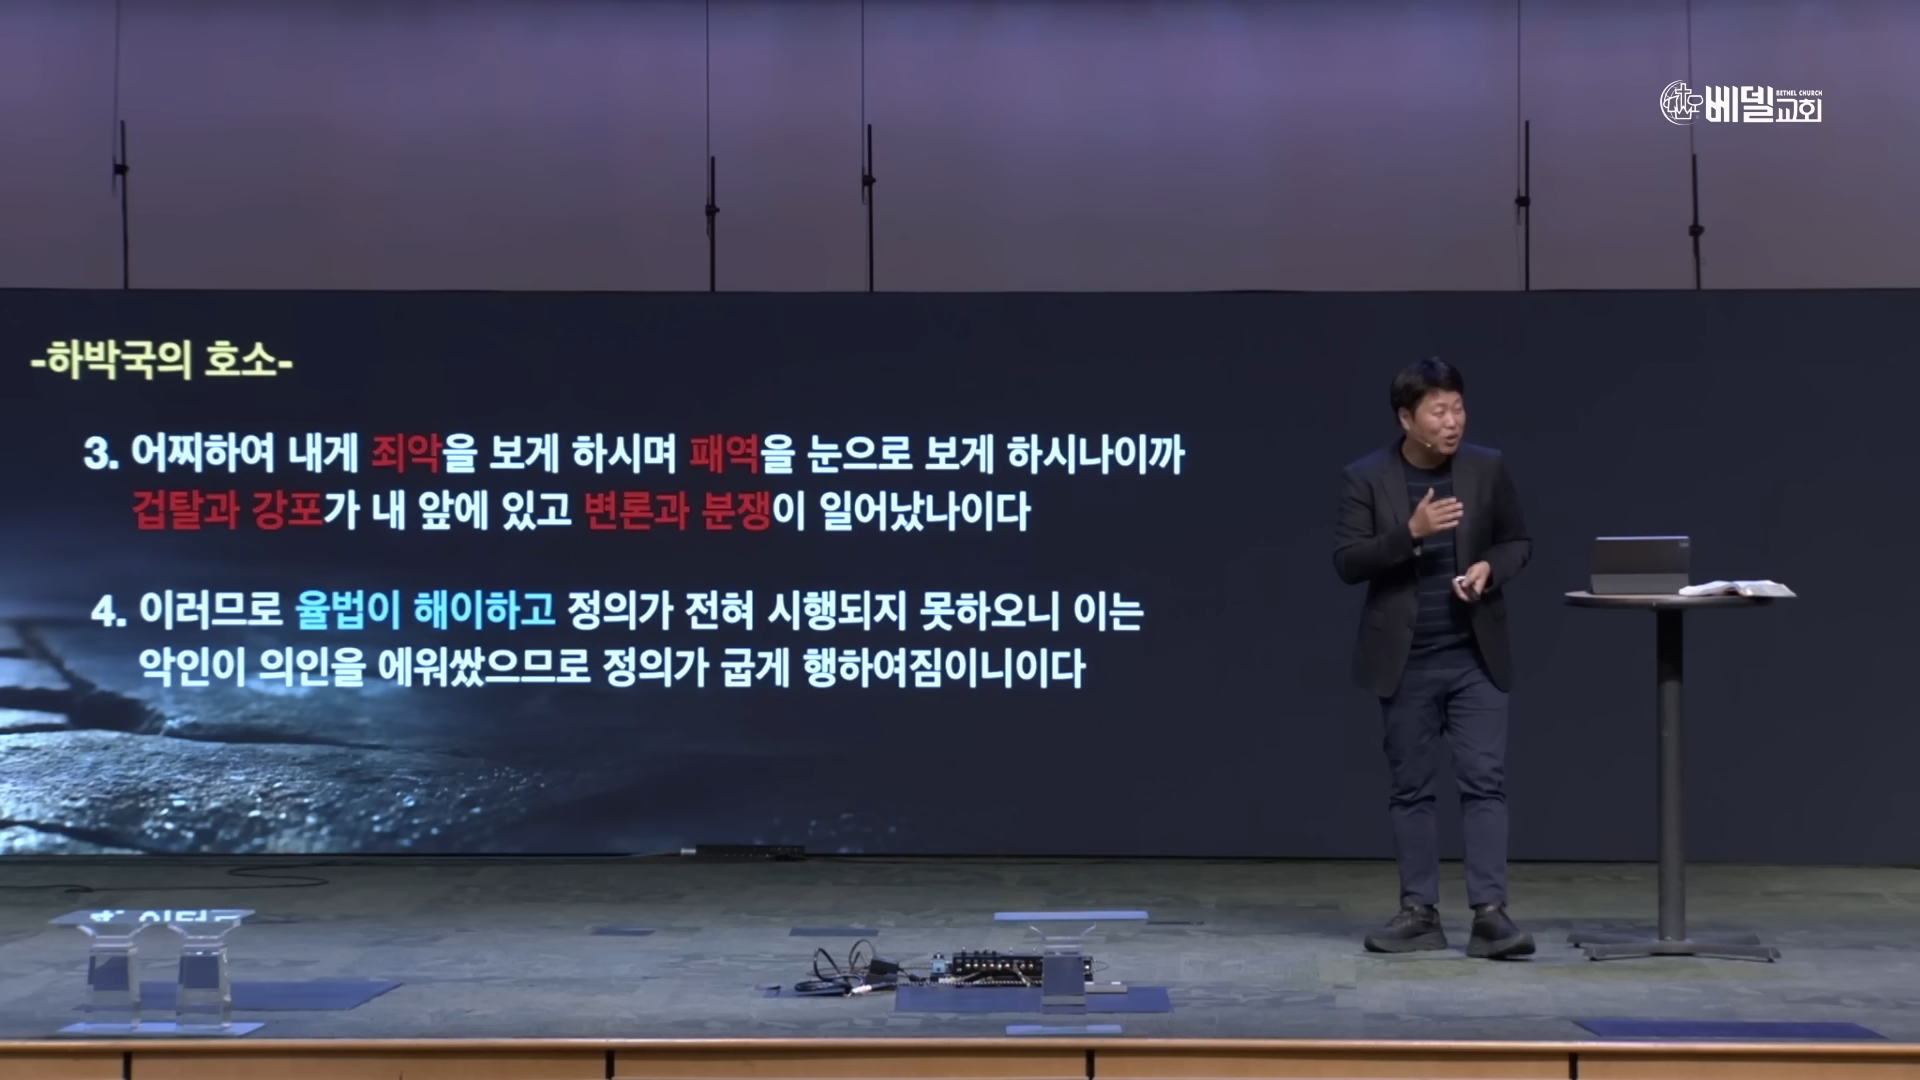 베델교회
BETHEL CHURCH
-하박국의 호소-
3. 어찌하여 내게 죄악을 보게 하시며 패역을 눈으로 보게 하시나이까
겁탈과 강포가 내 앞에 있고 변론과 분쟁이 일어났나이다
4. 이러므로 율법이 해이하고 정의가 전혀 시행되지 못하오니 이는
악인이 의인을 에워쌌으므로 정의가 굽게 행하여짐이니이다